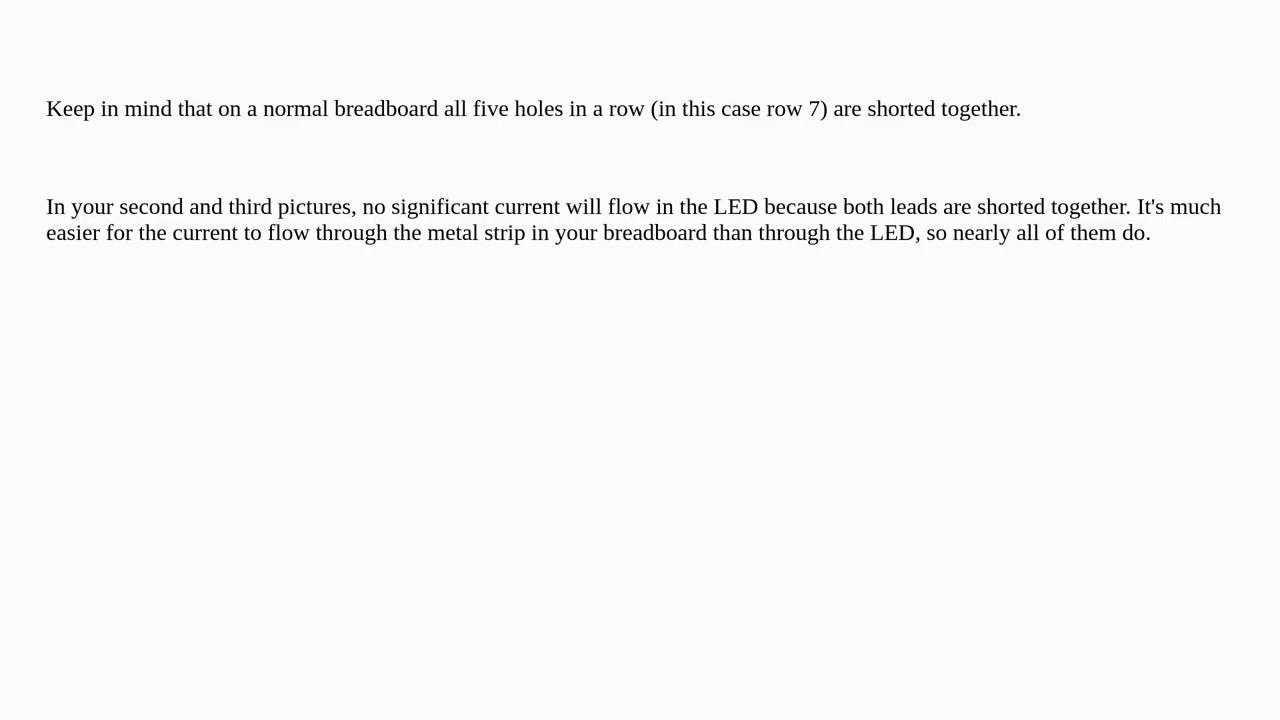 Keep in mind that on a normal breadboard all five holes in a row (in this case row 7) are shorted together.
In your second and third pictures, no significant current will flow in the LED because both leads are shorted together. It's much
easier for the current to flow through the metal strip in your breadboard than through the LED, so nearly all of them do.